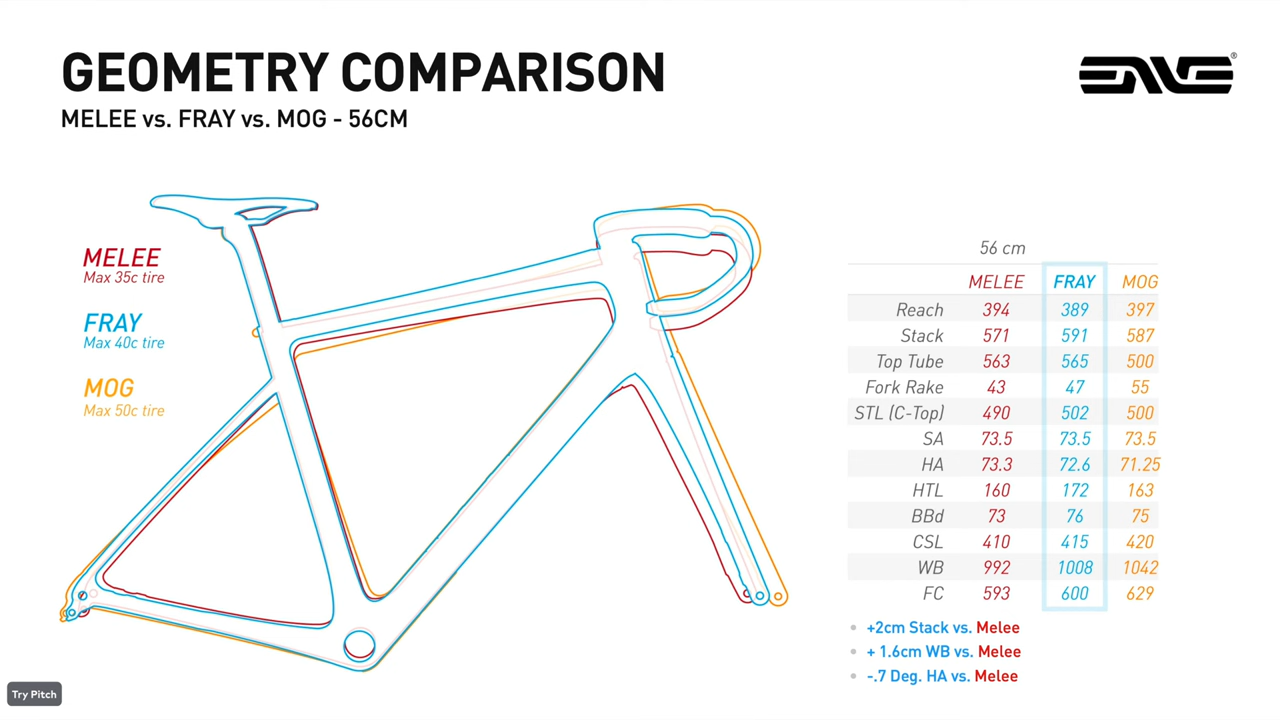 GEOMETRY COMPARISON
MELEE vs. FRAY vs. MOG - 56CM
ENVE®
MELEE
Max 35c tire
FRAY
Max 40c tire
MOG
Max 50c tire
56 cm
MELEE FRAY MOG
Reach 394 389 397
Stack 571 591 587
Top Tube 563 565 500
Fork Rake 43 47 55
STL (C-Top) 490 502 500
SA 73.5 73.5 73.5
HA 73.3 72.6 71.25
HTL 160 172 163
BBd 73 76 75
CSL 410 415 420
WB 992 1008 1042
FC 593 600 629
• +2cm Stack vs. Melee
• + 1.6cm WB vs. Melee
• -.7 Deg. HA vs. Melee
Try Pitch